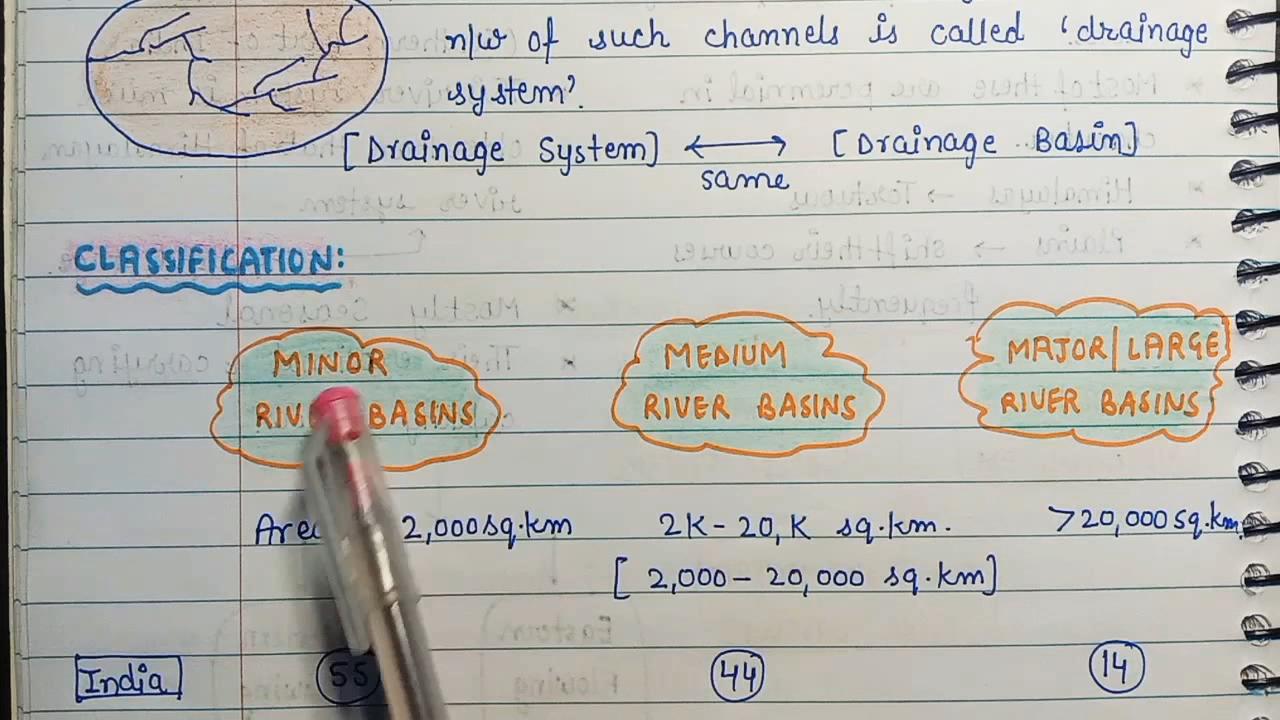 n/w of such channels is called 'drainage
system'.
[Drainage System] ⟷ [Drainage Basin]
same
CLASSIFICATION:
MINOR
RIVER BASINS
MEDIUM
RIVER BASINS
MAJOR/LARGE
RIVER BASINS
2,000 sq.km
2K - 20,K sq.km.
>20,000 sq.km
[2,000 - 20,000 sq.km]
India
55
44
14